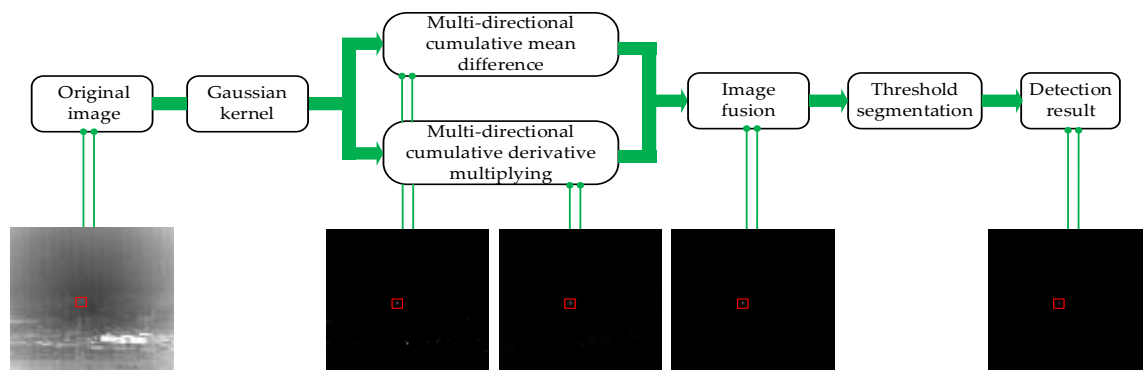 Original
image
Gaussian
kernel
Multi-directional
cumulative mean
difference
Multi-directional
cumulative derivative
multiplying
Image
fusion
Threshold
segmentation
Detection
result